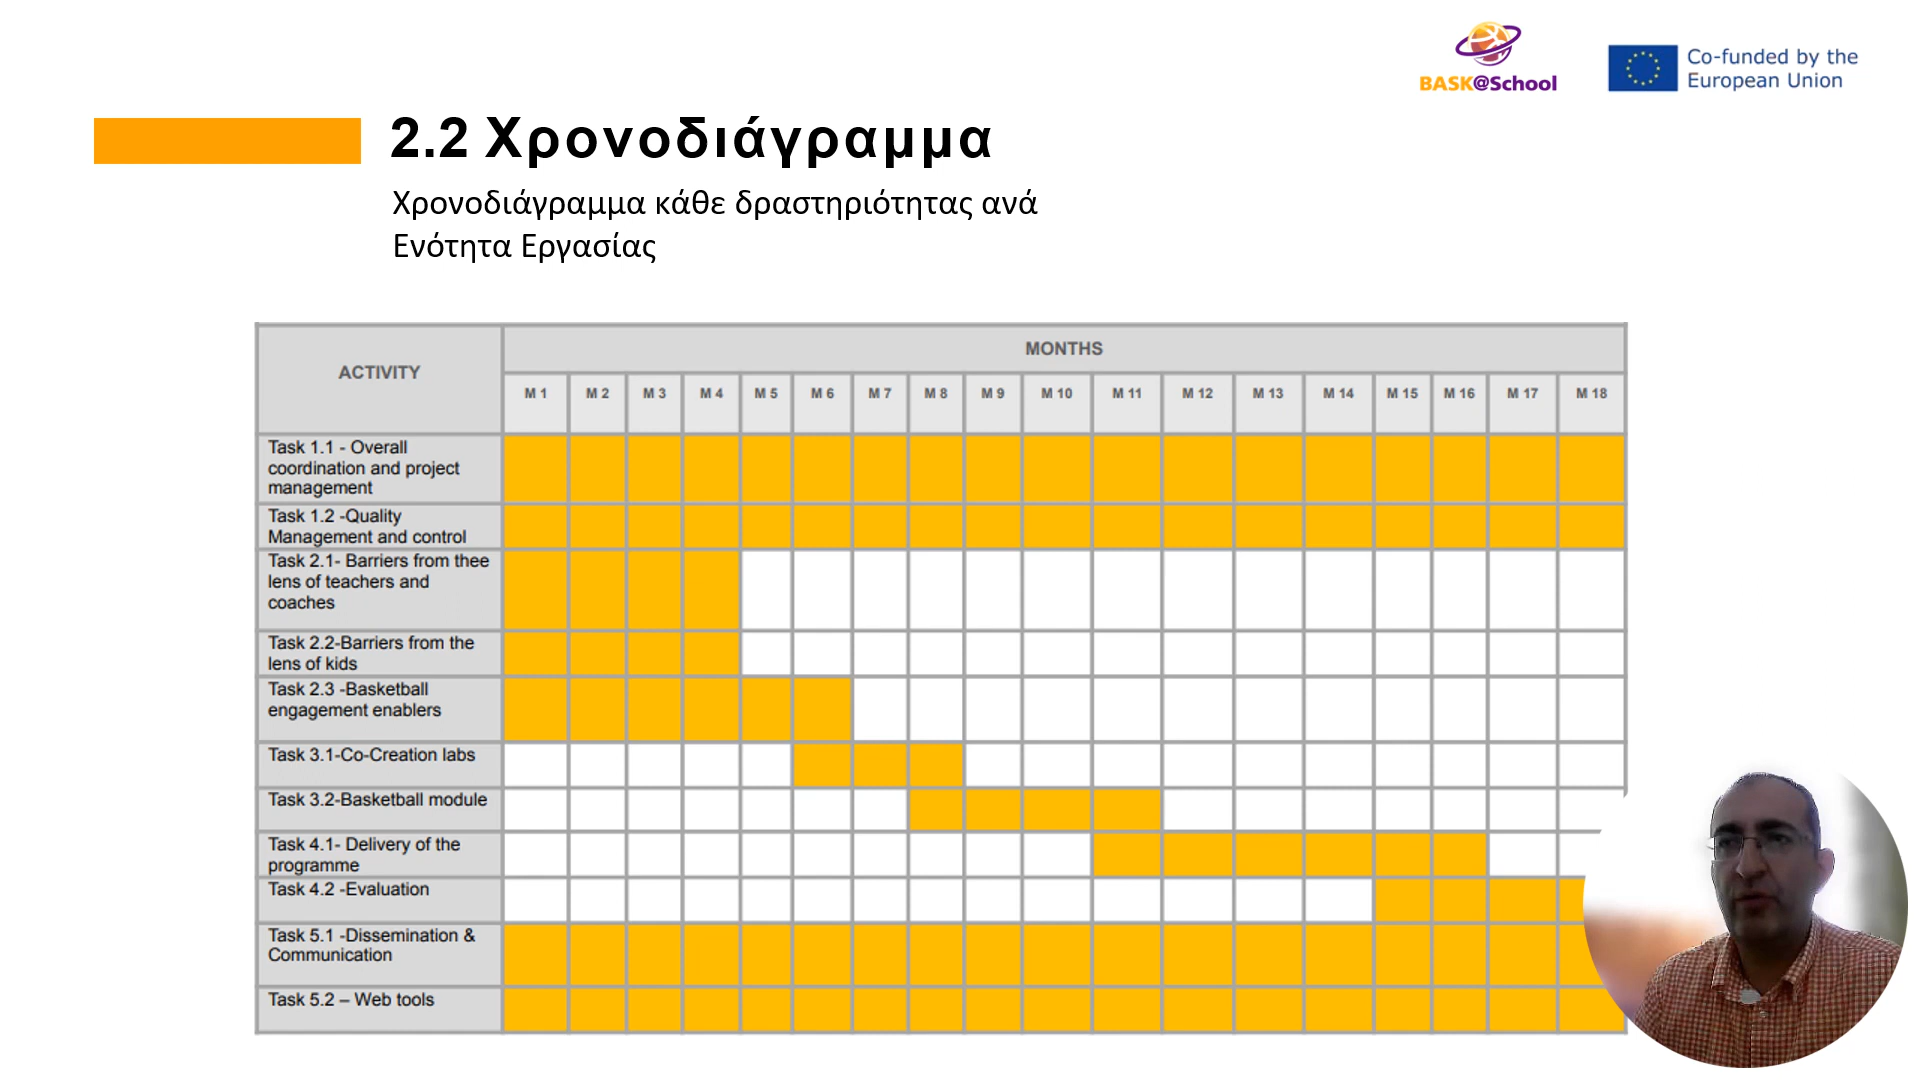 BASK@School
Co-funded by the
European Union
2.2 Χρονοδιάγραμμα
Χρονοδιάγραμμα κάθε δραστηριότητας ανά
Ενότητα Εργασίας
ACTIVITY
MONTHS
M 1 M 2 M 3 M 4 M 5 M 6 M 7 M 8 M 9 M 10 M 11 M 12 M 13 M 14 M 15 M 16 M 17 M 18
Task 1.1 - Overall
coordination and project
management
Task 1.2 -Quality
Management and control
Task 2.1- Barriers from thee
lens of teachers and
coaches
Task 2.2-Barriers from the
lens of kids
Task 2.3 -Basketball
engagement enablers
Task 3.1-Co-Creation labs
Task 3.2-Basketball module
Task 4.1- Delivery of the
programme
Task 4.2 -Evaluation
Task 5.1 -Dissemination &
Communication
Task 5.2 – Web tools